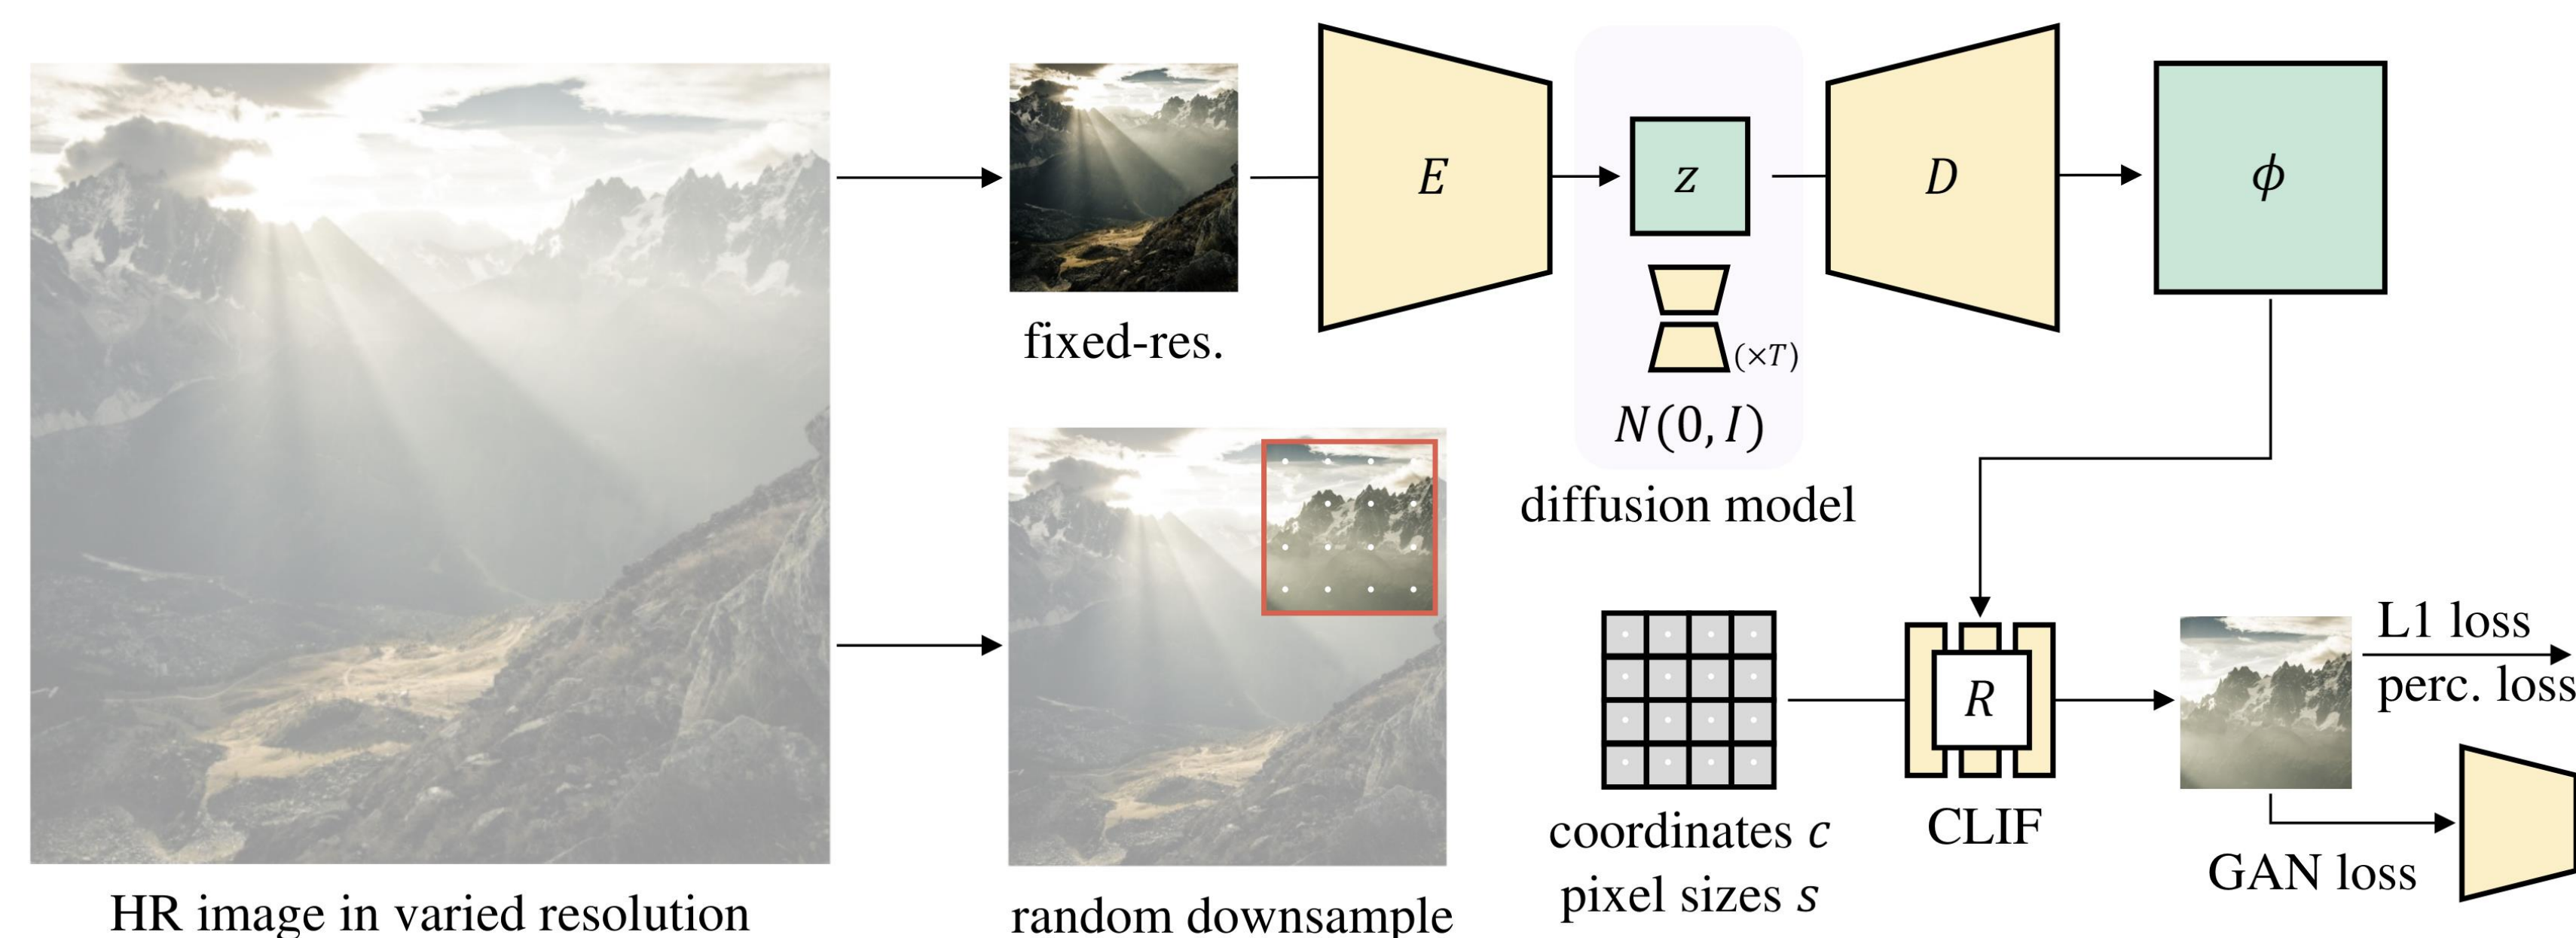 E
z
D
ϕ
fixed-res.
(×T)
N(0, I)
diffusion model
L1 loss
perc. loss
R
coordinates c
pixel sizes s
CLIF
GAN loss
HR image in varied resolution
random downsample